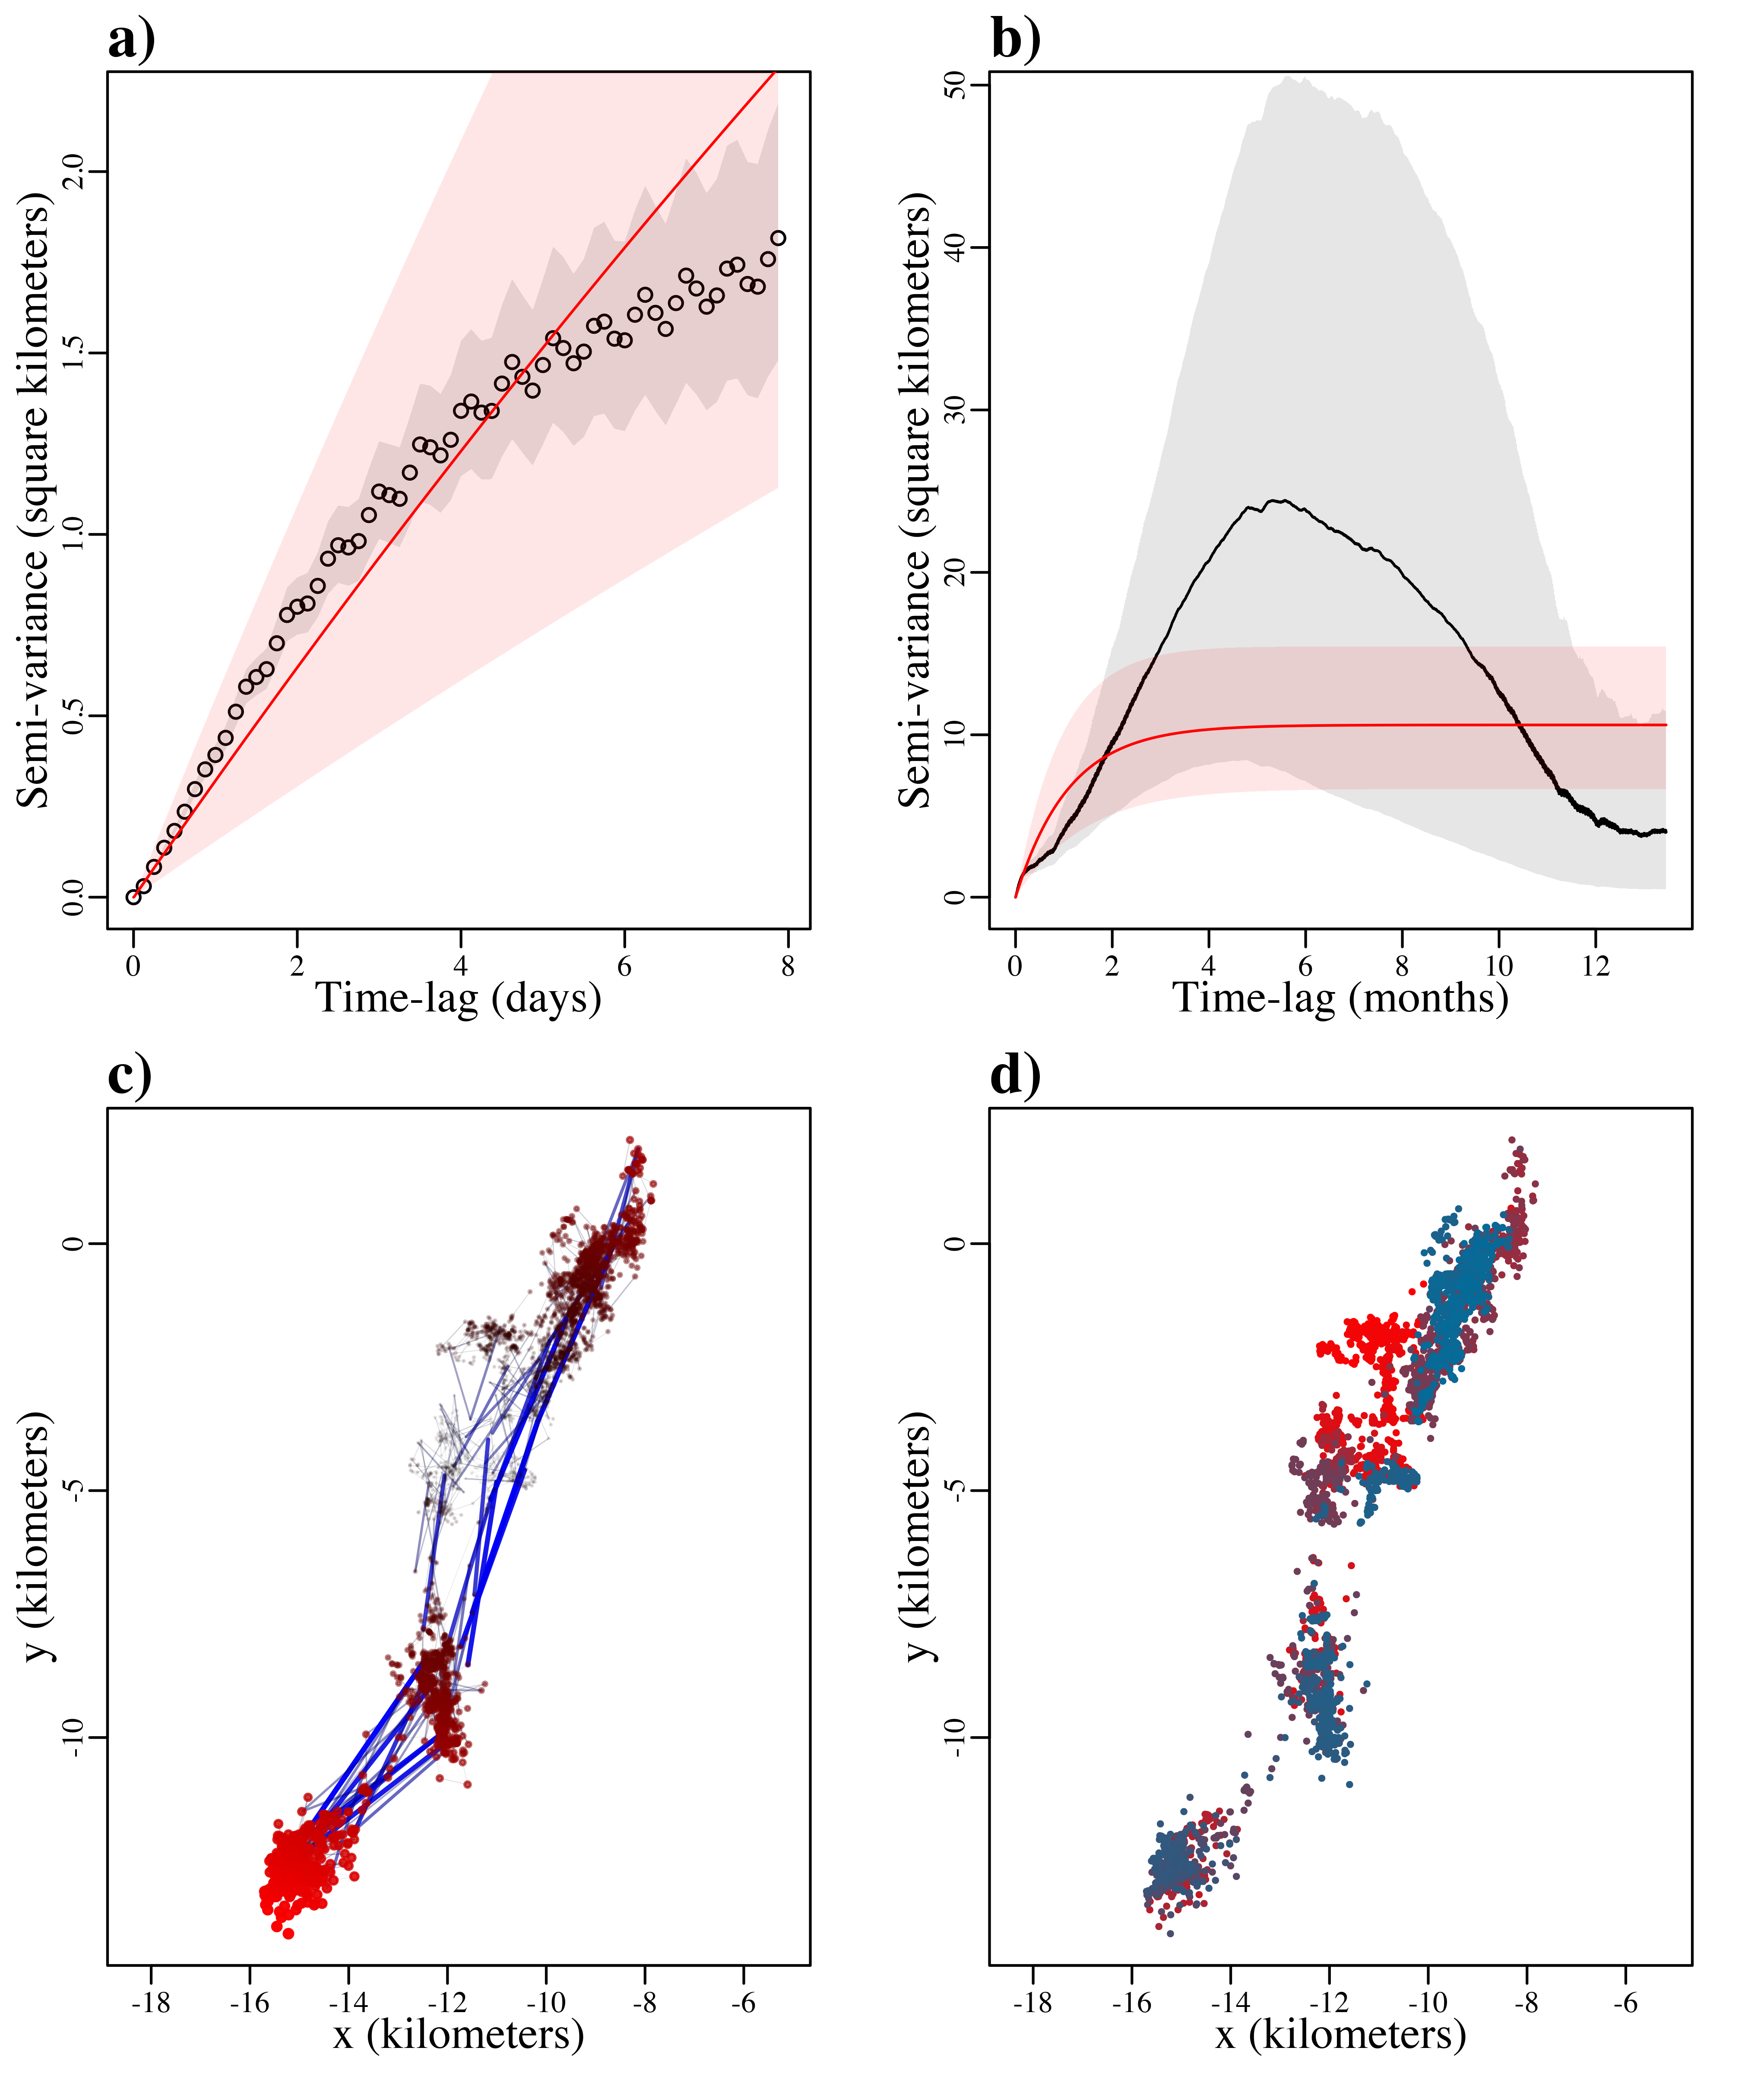 a)
Semi-variance (square kilometers)
0.0 0.5 1.0 1.5 2.0
0 2 4 6 8
Time-lag (days)
b)
Semi-variance (square kilometers)
0 10 20 30 40 50
0 2 4 6 8 10 12
Time-lag (months)
c)
y (kilometers)
-10 -5 0
-18 -16 -14 -12 -10 -8 -6
x (kilometers)
d)
y (kilometers)
-10 -5 0
-18 -16 -14 -12 -10 -8 -6
x (kilometers)